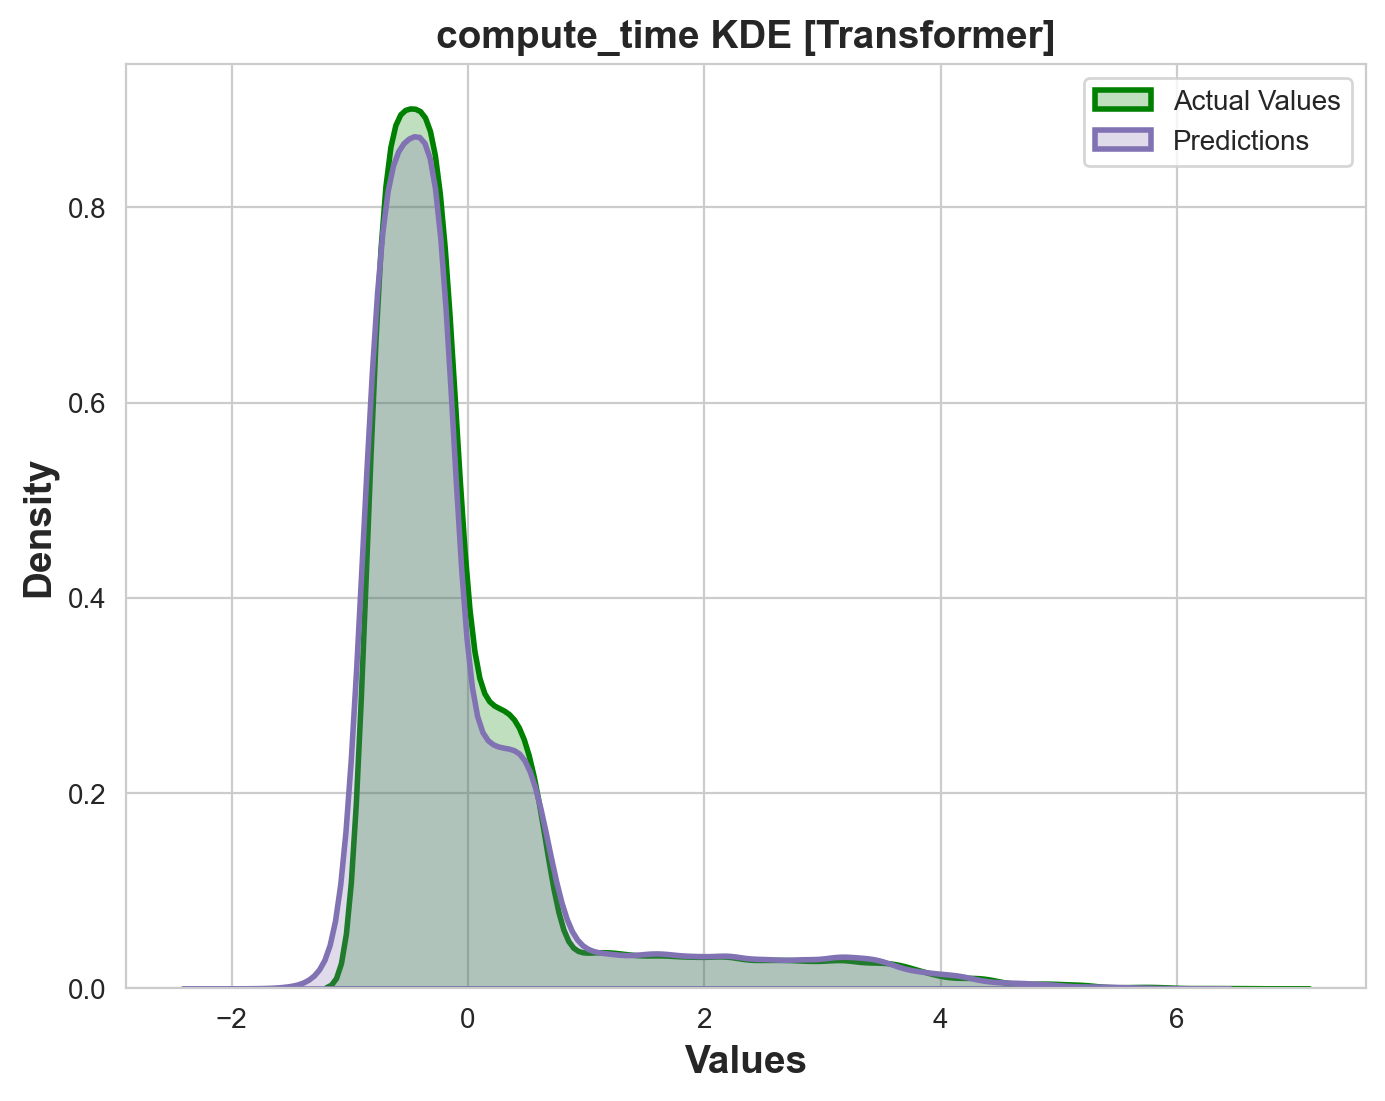 compute_time KDE [Transformer]
Actual Values
Predictions
Density
0.8
0.6
0.4
0.2
0.0
−2
0
2
4
6
Values